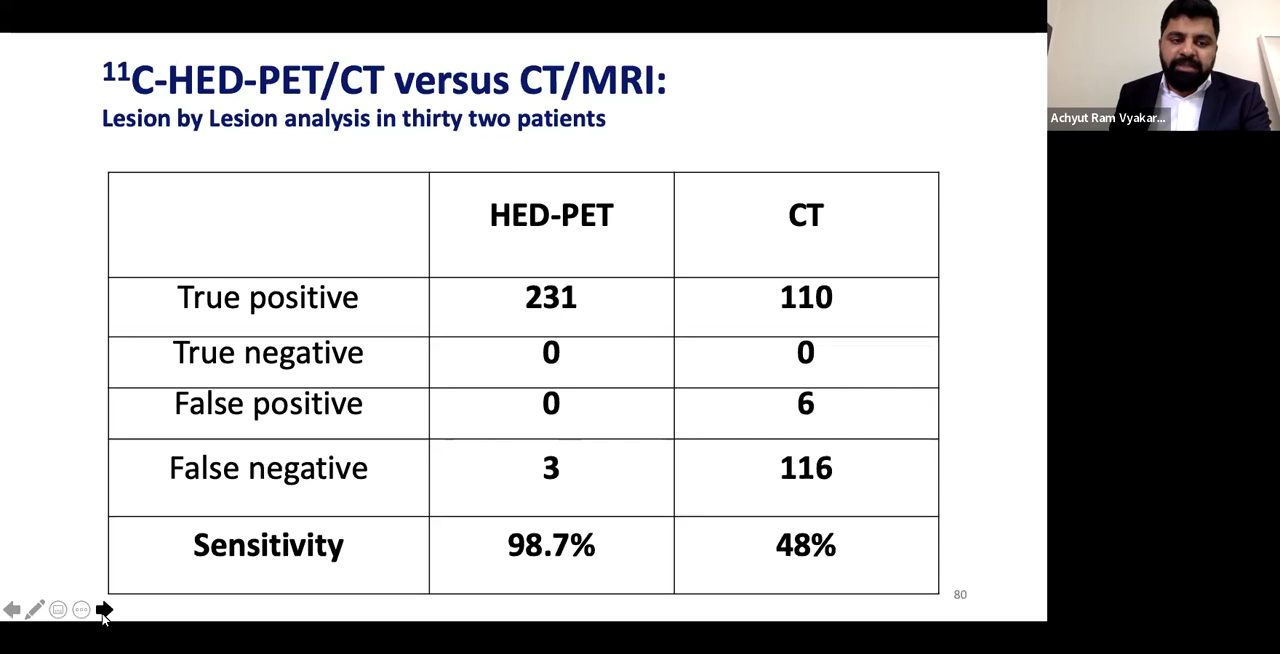 ¹¹C-HED-PET/CT versus CT/MRI:
Lesion by Lesion analysis in thirty two patients
Achyut Ram Vyakar...
HED-PET CT
True positive 231 110
True negative 0 0
False positive 0 6
False negative 3 116
Sensitivity 98.7% 48%
80